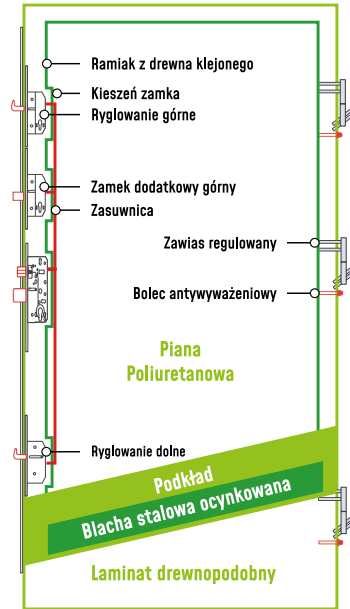 Ramiak z drewna klejonego
Kieszeń zamka
Ryglowanie górne
Zamek dodatkowy górny
Zasuwnica
Zawias regulowany
Bolec antywyważeniowy
Piana
Poliuretanowa
Ryglowanie dolne
Podkład
Blacha stalowa ocynkowana
Laminat drewnopodobny